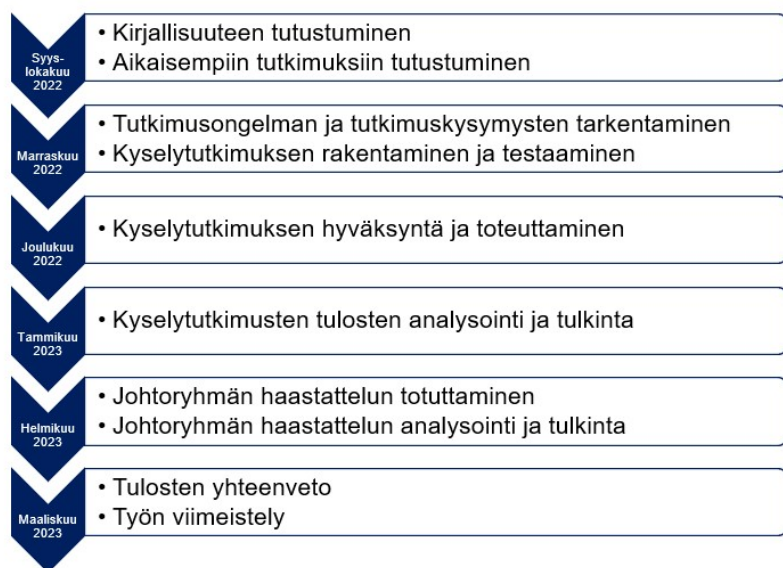 Syys-
lokakuu
2022
• Kirjallisuuteen tutustuminen
• Aikaisempiin tutkimuksiin tutustuminen
Marraskuu
2022
• Tutkimusongelman ja tutkimuskysymysten tarkentaminen
• Kyselytutkimuksen rakentaminen ja testaaminen
Joulukuu
2022
• Kyselytutkimuksen hyväksyntä ja toteuttaminen
Tammikuu
2023
• Kyselytutkimusten tulosten analysointi ja tulkinta
Helmikuu
2023
• Johtoryhmän haastattelun totuttaminen
• Johtoryhmän haastattelun analysointi ja tulkinta
Maaliskuu
2023
• Tulosten yhteenveto
• Työn viimeistely